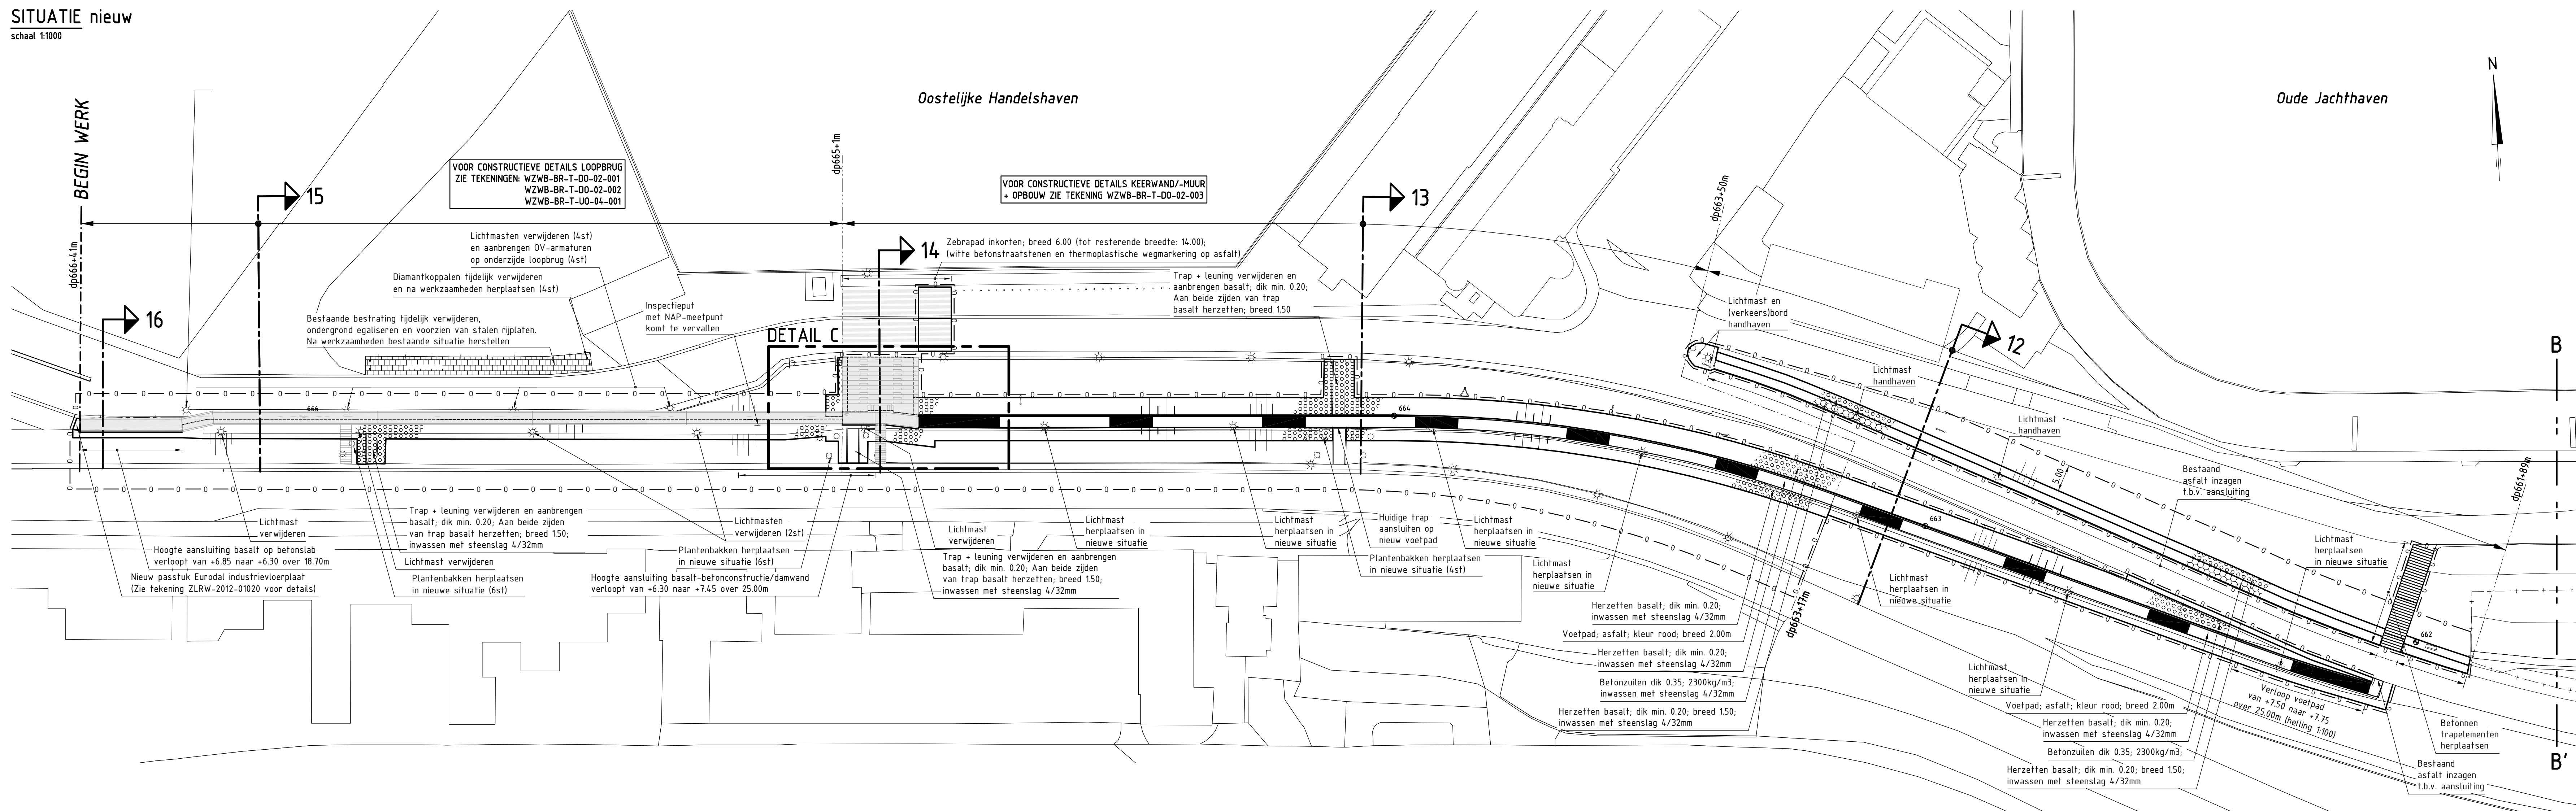 SITUATIE nieuw
schaal 1:1000
Oostelijke Handelshaven
Oude Jachthaven
N
BEGIN WERK
dp666+41m
dp665+1m
dp663+50m
dp663+17m
dp661+89m
VOOR CONSTRUCTIEVE DETAILS LOOPBRUG
ZIE TEKENINGEN: WZWB-BR-T-DO-02-001
WZWB-BR-T-DO-02-002
WZWB-BR-T-UO-04-001
VOOR CONSTRUCTIEVE DETAILS KEERWAND/-MUUR
+ OPBOUW ZIE TEKENING WZWB-BR-T-DO-02-003
15
13
14
16
12
B
B'
Lichtmasten verwijderen (4st)
en aanbrengen OV-armaturen
op onderzijde loopbrug (4st)
Diamantkoppalen tijdelijk verwijderen
en na werkzaamheden herplaatsen (4st)
Bestaande bestrating tijdelijk verwijderen,
ondergrond egaliseren en voorzien van stalen rijplaten.
Na werkzaamheden bestaande situatie herstellen
Inspectieput
met NAP-meetpunt
komt te vervallen
DETAIL C
Zebrapad inkorten; breed 6.00 (tot resterende breedte: 14.00);
(witte betonstraatstenen en thermoplastische wegmarkering op asfalt)
Trap + leuning verwijderen en
aanbrengen basalt; dik min. 0.20;
Aan beide zijden van trap
basalt herzetten; breed 1.50
Lichtmast en
(verkeers)bord
handhaven
Lichtmast
handhaven
Lichtmast
handhaven
5.00
Bestaand
asfalt inzagen
t.b.v. aansluiting
666
664
663
662
Lichtmast
verwijderen
Hoogte aansluiting basalt op betonslab
verloopt van +6.85 naar +6.30 over 18.70m
Nieuw passtuk Eurodal industrievloerplaat
(Zie tekening ZLRW-2012-01020 voor details)
Trap + leuning verwijderen en aanbrengen
basalt; dik min. 0.20; Aan beide zijden
van trap basalt herzetten; breed 1.50;
inwassen met steenslag 4/32mm
Lichtmast verwijderen
Plantenbakken herplaatsen
in nieuwe situatie (6st)
Lichtmasten
verwijderen (2st)
Plantenbakken herplaatsen
in nieuwe situatie (6st)
Hoogte aansluiting basalt-betonconstructie/damwand
verloopt van +6.30 naar +7.45 over 25.00m
Lichtmast
verwijderen
Trap + leuning verwijderen en aanbrengen
basalt; dik min. 0.20; Aan beide zijden
van trap basalt herzetten; breed 1.50;
inwassen met steenslag 4/32mm
Lichtmast
herplaatsen in
nieuwe situatie
Lichtmast
herplaatsen in
nieuwe situatie
Huidige trap
aansluiten op
nieuw voetpad
Plantenbakken herplaatsen
in nieuwe situatie (4st)
Lichtmast
herplaatsen in
nieuwe situatie
Lichtmast
herplaatsen in
nieuwe situatie
Herzetten basalt; dik min. 0.20;
inwassen met steenslag 4/32mm
Voetpad; asfalt; kleur rood; breed 2.00m
Herzetten basalt; dik min. 0.20;
inwassen met steenslag 4/32mm
Betonzuilen dik 0.35; 2300kg/m3;
inwassen met steenslag 4/32mm
Herzetten basalt; dik min. 0.20; breed 1.50;
inwassen met steenslag 4/32mm
Lichtmast
herplaatsen in
nieuwe situatie
Lichtmast
herplaatsen in
nieuwe situatie
Lichtmast
herplaatsen
in nieuwe situatie
Voetpad; asfalt; kleur rood; breed 2.00m
Herzetten basalt; dik min. 0.20;
inwassen met steenslag 4/32mm
Betonzuilen dik 0.35; 2300kg/m3;
inwassen met steenslag 4/32mm
Herzetten basalt; dik min. 0.20; breed 1.50;
inwassen met steenslag 4/32mm
Verloop voetpad
van +7.50 naar +7.75
over 25.00m (helling 1:100)
Betonnen
trapelementen
herplaatsen
Bestaand
asfalt inzagen
t.b.v. aansluiting